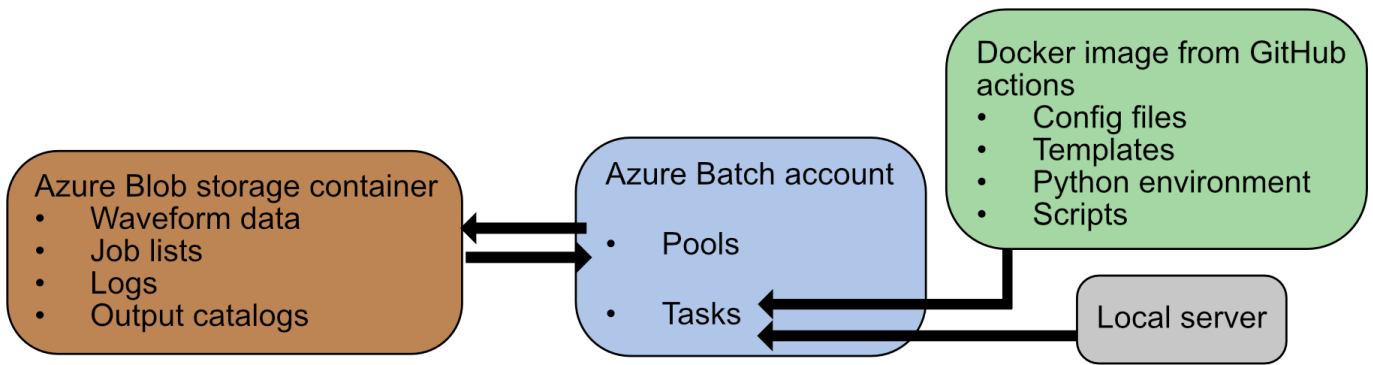 Azure Blob storage container
• Waveform data
• Job lists
• Logs
• Output catalogs
Azure Batch account
• Pools
• Tasks
Docker image from GitHub
actions
• Config files
• Templates
• Python environment
• Scripts
Local server